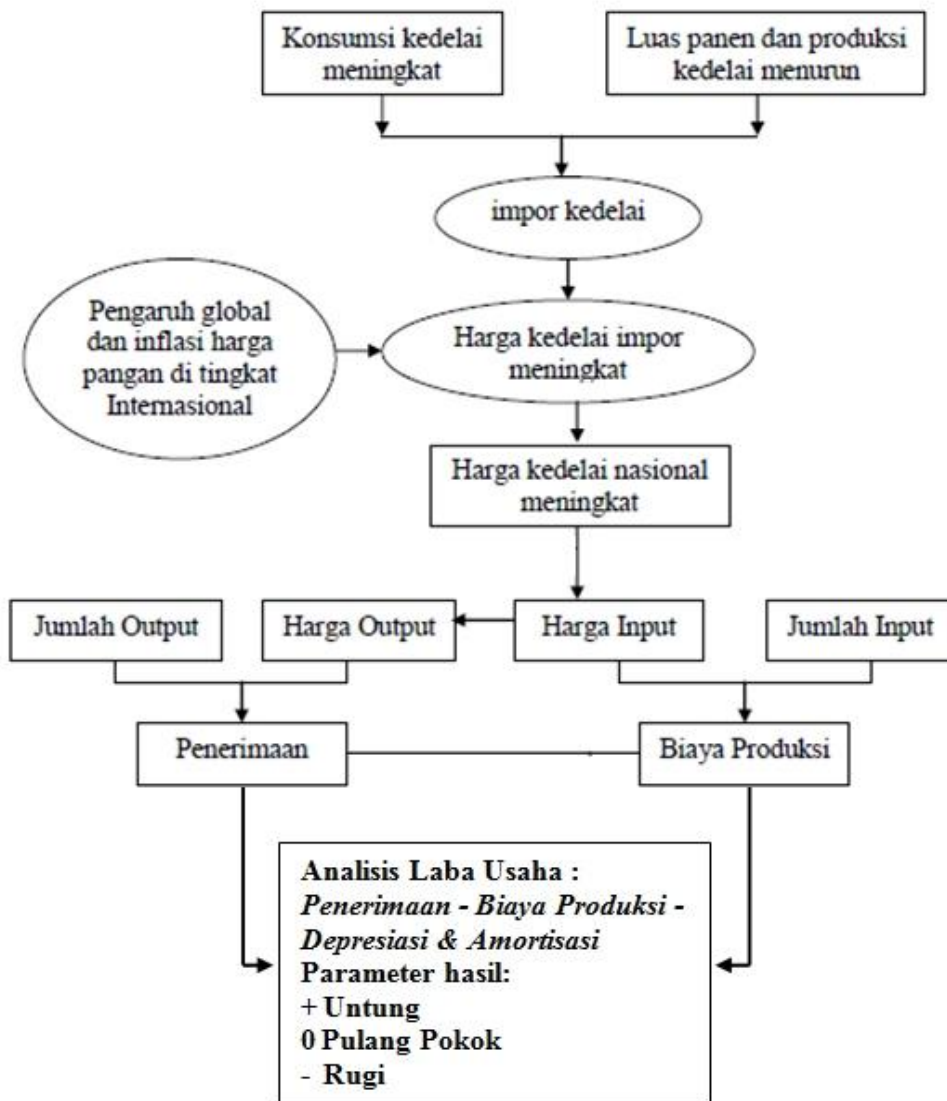 Konsumsi kedelai
meningkat
Luas panen dan produksi
kedelai menurun
impor kedelai
Pengaruh global
dan inflasi harga
pangan di tingkat
Internasional
Harga kedelai impor
meningkat
Harga kedelai nasional
meningkat
Jumlah Output
Harga Output
Harga Input
Jumlah Input
Penerimaan
Biaya Produksi
Analisis Laba Usaha :
Penerimaan - Biaya Produksi -
Depresiasi & Amortisasi
Parameter hasil:
+ Untung
0 Pulang Pokok
- Rugi